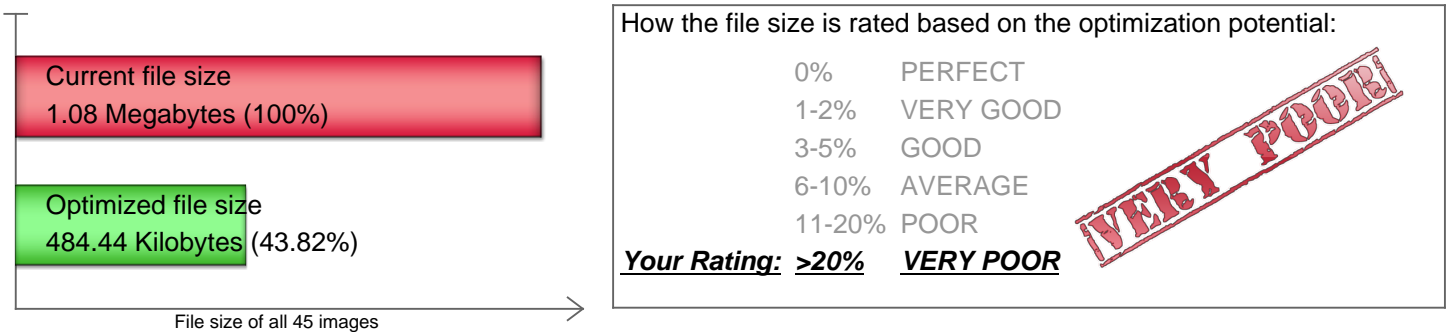 Current file size
1.08 Megabytes (100%)
Optimized file size
484.44 Kilobytes (43.82%)
File size of all 45 images
How the file size is rated based on the optimization potential:
0% PERFECT
1-2% VERY GOOD
3-5% GOOD
6-10% AVERAGE
11-20% POOR
Your Rating: >20% VERY POOR
VERY POOR